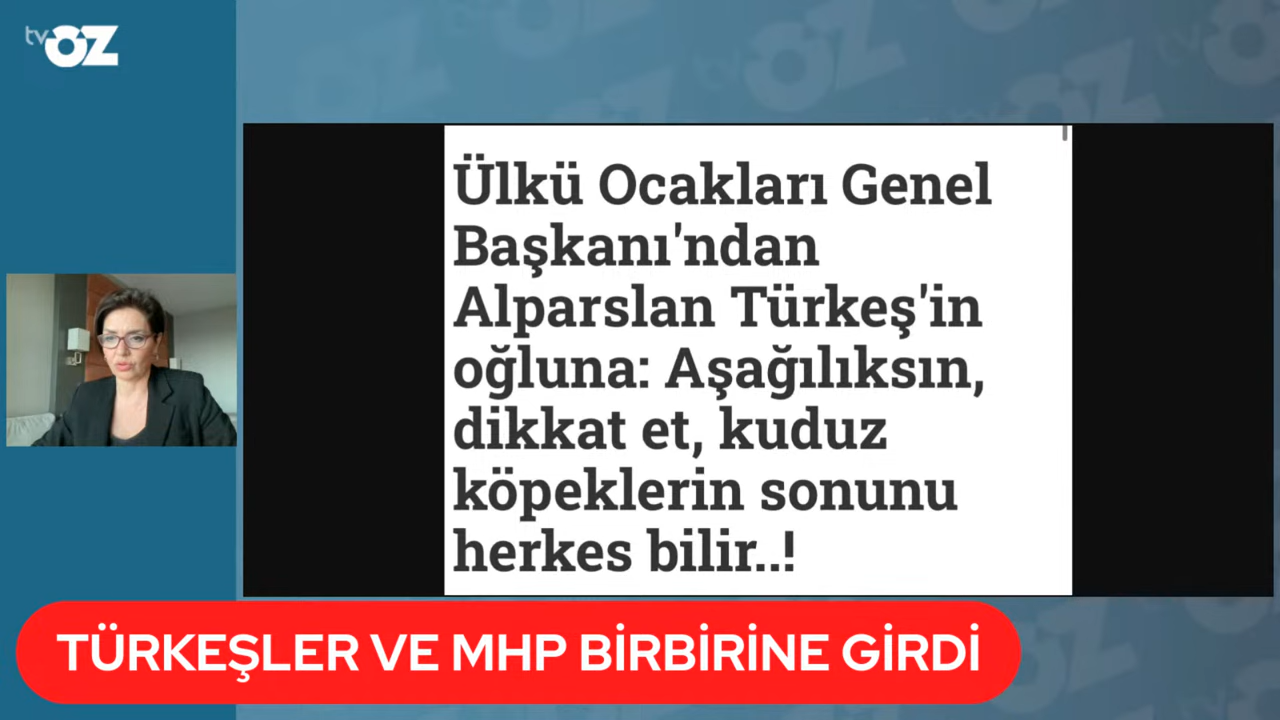 tvÖZ
Ülkü Ocakları Genel
Başkanı'ndan
Alparslan Türkeş'in
oğluna: Aşağılıksın,
dikkat et, kuduz
köpeklerin sonunu
herkes bilir..!
TÜRKEŞLER VE MHP BİRBİRİNE GİRDİ